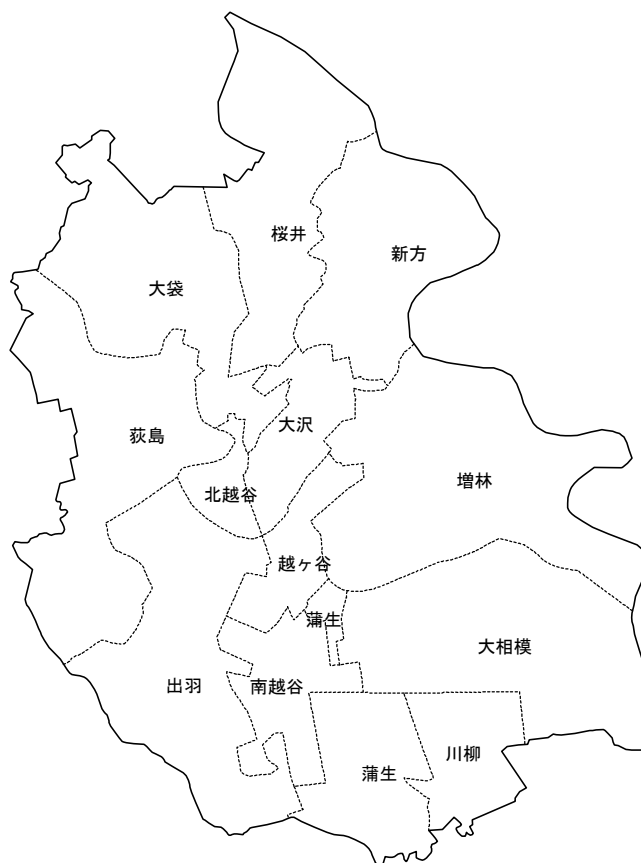 桜井
新方
大袋
大沢
荻島
増林
北越谷
越ヶ谷
蒲生
大相模
出羽
南越谷
川柳
蒲生